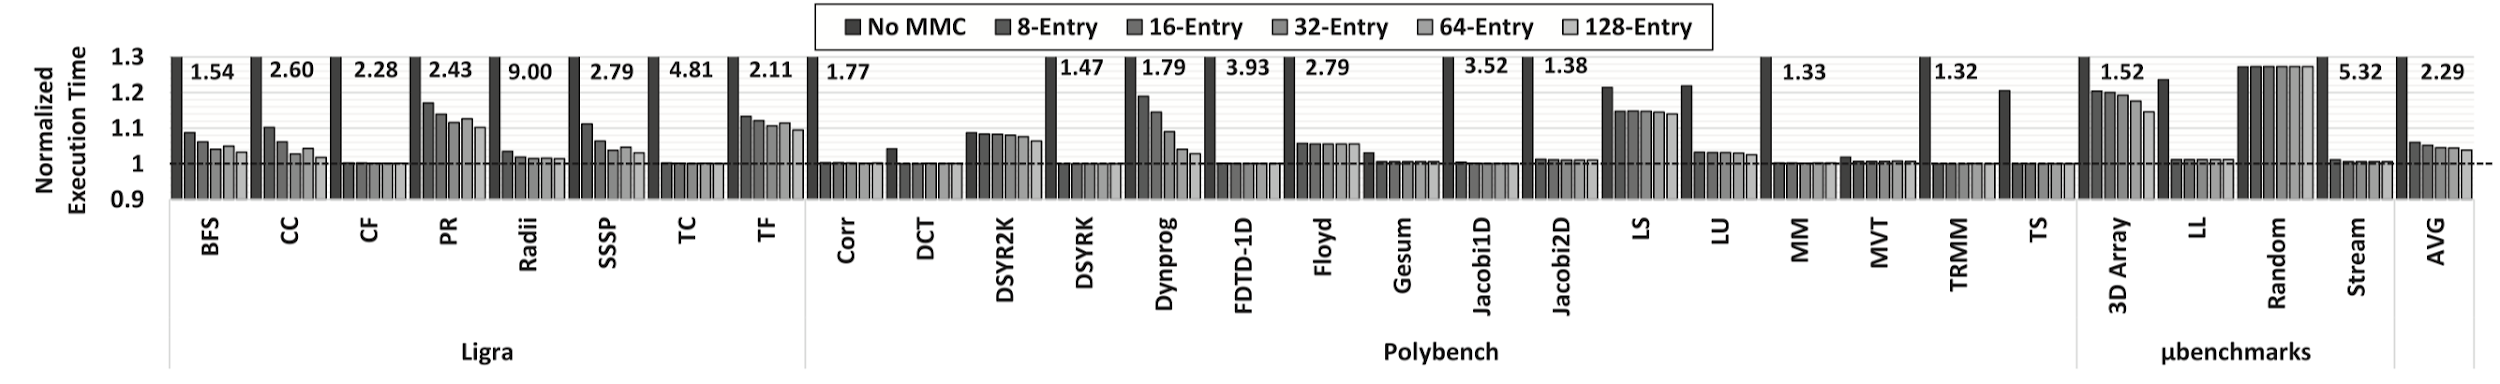 No MMC 8-Entry 16-Entry 32-Entry 64-Entry 128-Entry
Normalized
Execution Time
1.3
1.2
1.1
1
0.9
1.54 2.60 2.28 2.43 9.00 2.79 4.81 2.11 1.77 1.47 1.79 3.93 2.79 3.52 1.38 1.33 1.32 1.52 5.32 2.29
BFS
CC
CF
PR
Radii
SSSP
TC
TF
Corr
DCT
DSYR2K
DSYRK
Dynprog
FDTD-1D
Floyd
Gesum
Jacobi1D
Jacobi2D
LS
LU
MM
MVT
TRMM
TS
3D Array
LL
Random
Stream
AVG
Ligra Polybench µbenchmarks